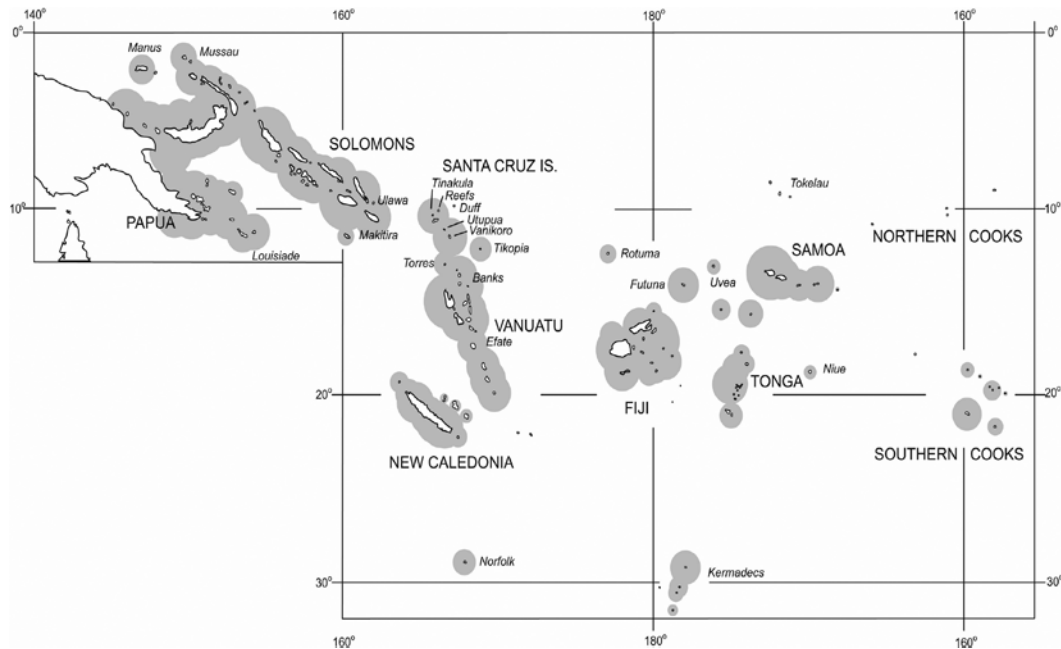 140°
160°
180°
160°
0°
0°
Manus
Mussau
SOLOMONS
SANTA CRUZ IS.
Tinakula
Reefs
Duff
Utupua
Vanikoro
Ulawa
Tokelau
10°
10°
PAPUA
Makitira
Louisiade
Tikopia
Rotuma
NORTHERN COOKS
SAMOA
Torres
Banks
Futuna
Uvea
VANUATU
Efate
TONGA
Niue
20°
20°
FIJI
NEW CALEDONIA
SOUTHERN COOKS
Norfolk
Kermadecs
30°
30°
160°
180°
160°